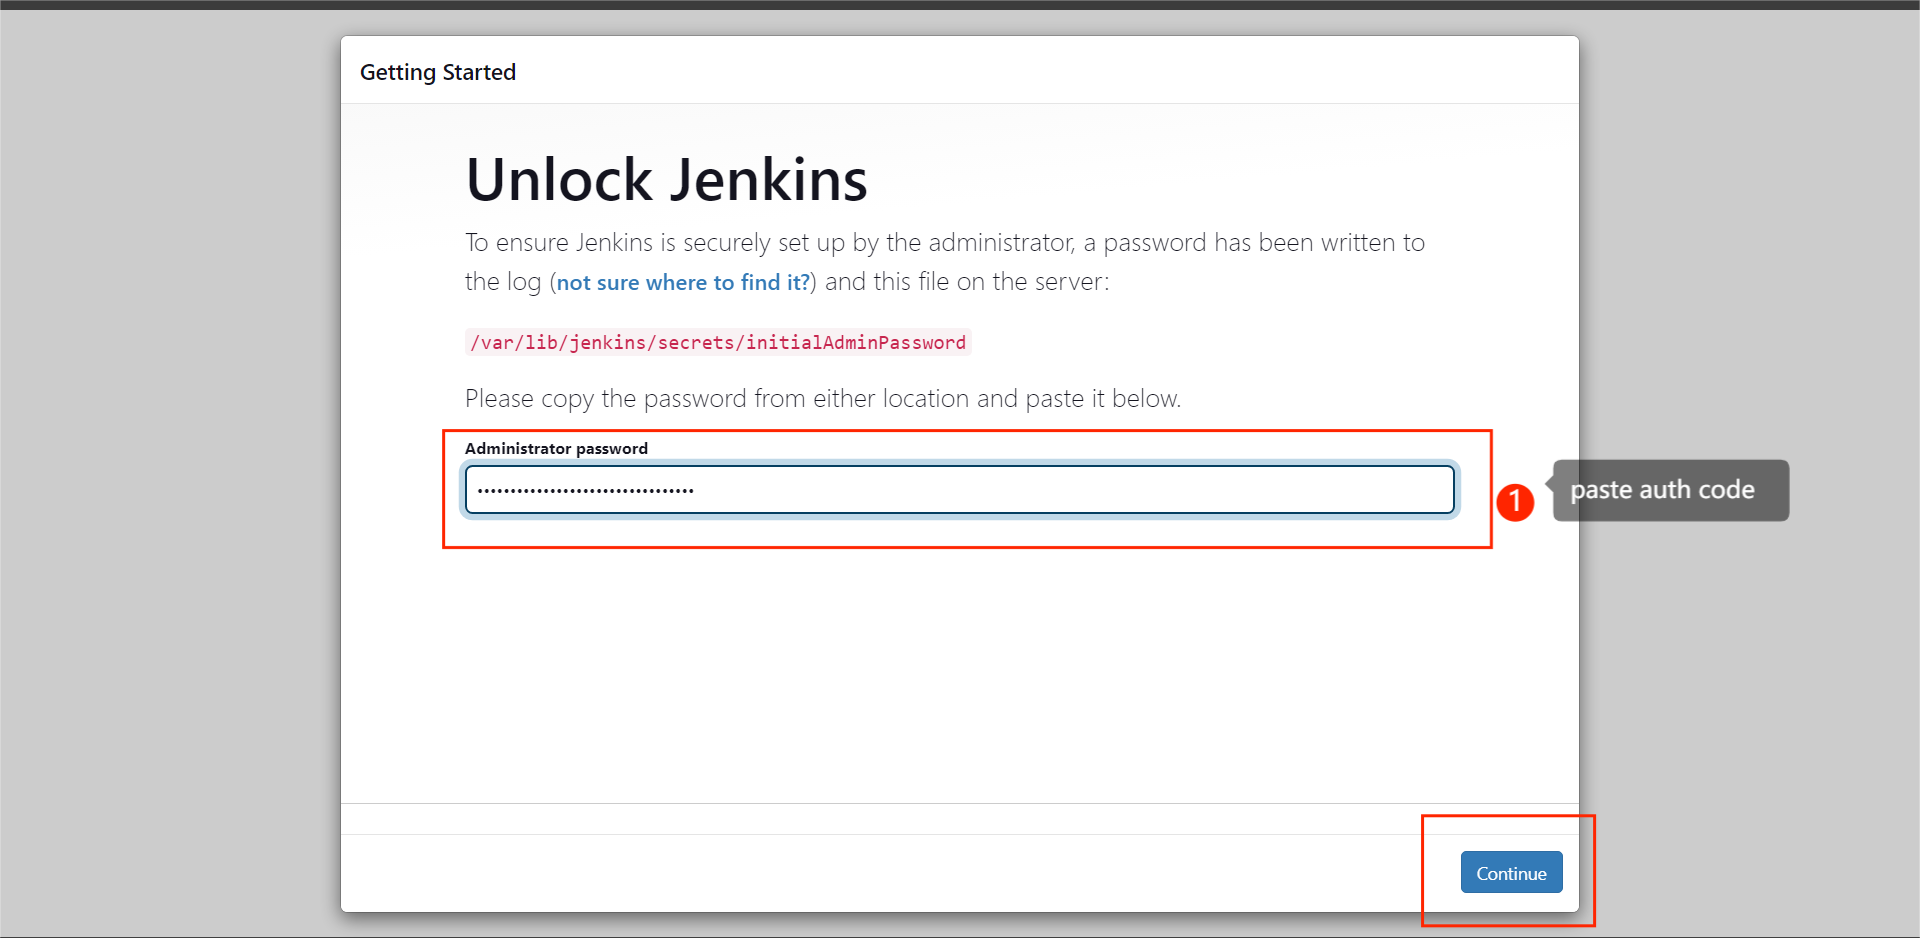 Getting Started
Unlock Jenkins
To ensure Jenkins is securely set up by the administrator, a password has been written to
the log (not sure where to find it?) and this file on the server:
/var/lib/jenkins/secrets/initialAdminPassword
Please copy the password from either location and paste it below.
Administrator password
••••••••••••••••••••••••••••••••
1
paste auth code
Continue